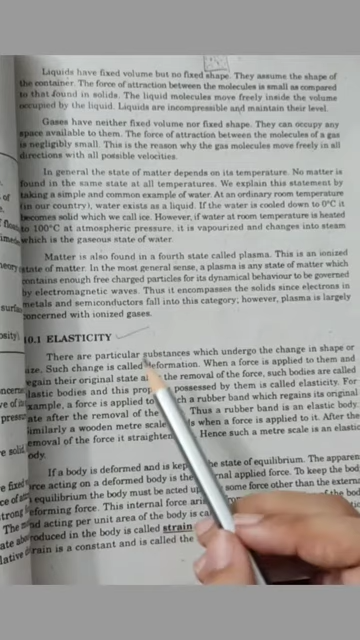 Liquids have fixed volume but no fixed shape. They assume the shape of
the container. The force of attraction between the molecules is small as compared
to that found in solids. The liquid molecules move freely inside the volume
occupied by the liquid. Liquids are incompressible and maintain their level.
Gases have neither fixed volume nor fixed shape. They can occupy any
space available to them. The force of attraction between the molecules of a gas
is negligibly small. This is the reason why the gas molecules move freely in all
directions with all possible velocities.
In general the state of matter depends on its temperature. No matter is
found in the same state at all temperatures. We explain this statement by
taking a simple and common example of water. At an ordinary room temperature
(in our country), water exists as a liquid. If the water is cooled down to 0°C it
becomes solid which we call ice. However, if water at room temperature is heated
to 100°C at atmospheric pressure, it is vapourized and changes into steam
which is the gaseous state of water.
Matter is also found in a fourth state called plasma. This is an ionized
state of matter. In the most general sense, a plasma is any state of matter which
contains enough free charged particles for its dynamical behaviour to be governed
by electromagnetic waves. Thus it encompasses the solids since electrons in
metals and semiconductors fall into this category; however, plasma is largely
concerned with ionized gases.
10.1 ELASTICITY
There are particular substances which undergo the change in shape or
size. Such change is called deformation. When a force is applied to them and
regain their original state after the removal of the force, such bodies are called
elastic bodies and this property possessed by them is called elasticity. For
example, a force is applied to such a rubber band which regains its original
state after the removal of the Thus a rubber band is an elastic body.
similarly a wooden metre scale when a force is applied to it. After the
removal of the force it straightens Hence such a metre scale is an elastic
body.
If a body is deformed and is kept the state of equilibrium. The
force acting on a deformed body is the applied force. To keep the
equilibrium the body must be acted some force other than the
deforming force. This internal force of the
acting per unit area of the body is
produced in the body is called strain
strain is a constant and is called the